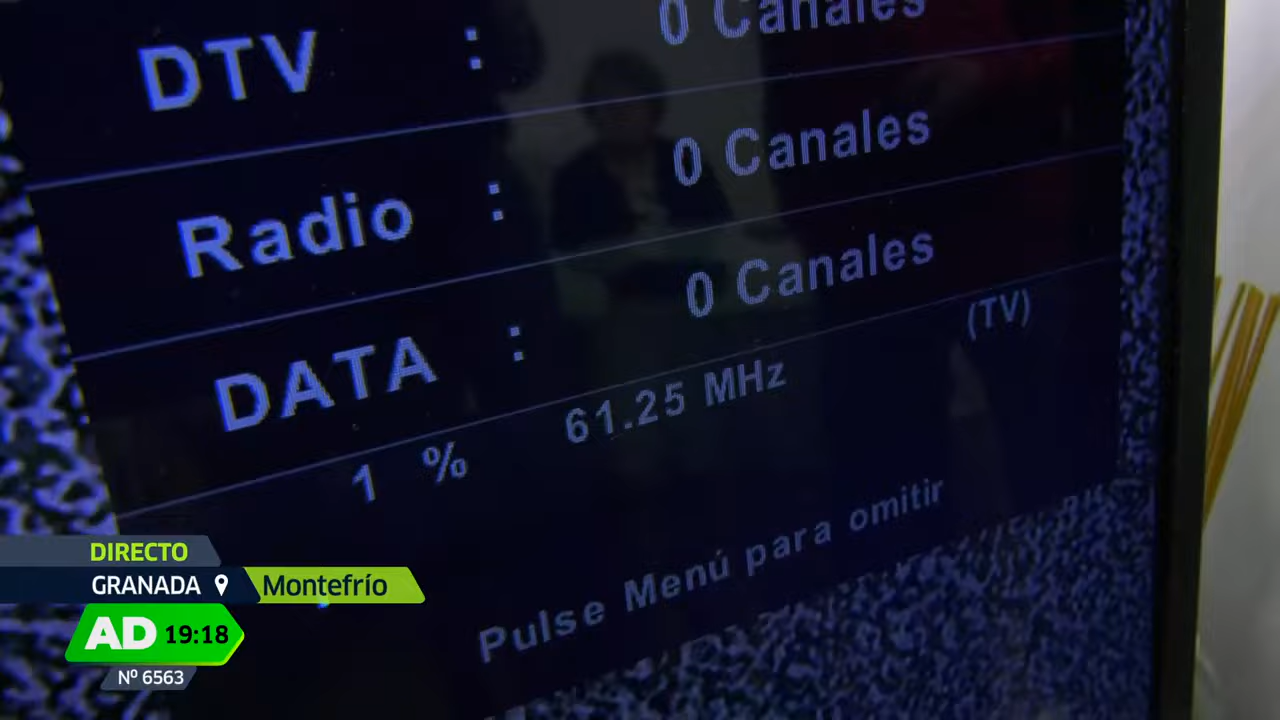 DTV : 0 Canales
Radio : 0 Canales
DATA : 0 Canales
1 % 61.25 MHz (TV)
Pulse Menú para omitir
DIRECTO
GRANADA Montefrío
AD 19:18
Nº 6563